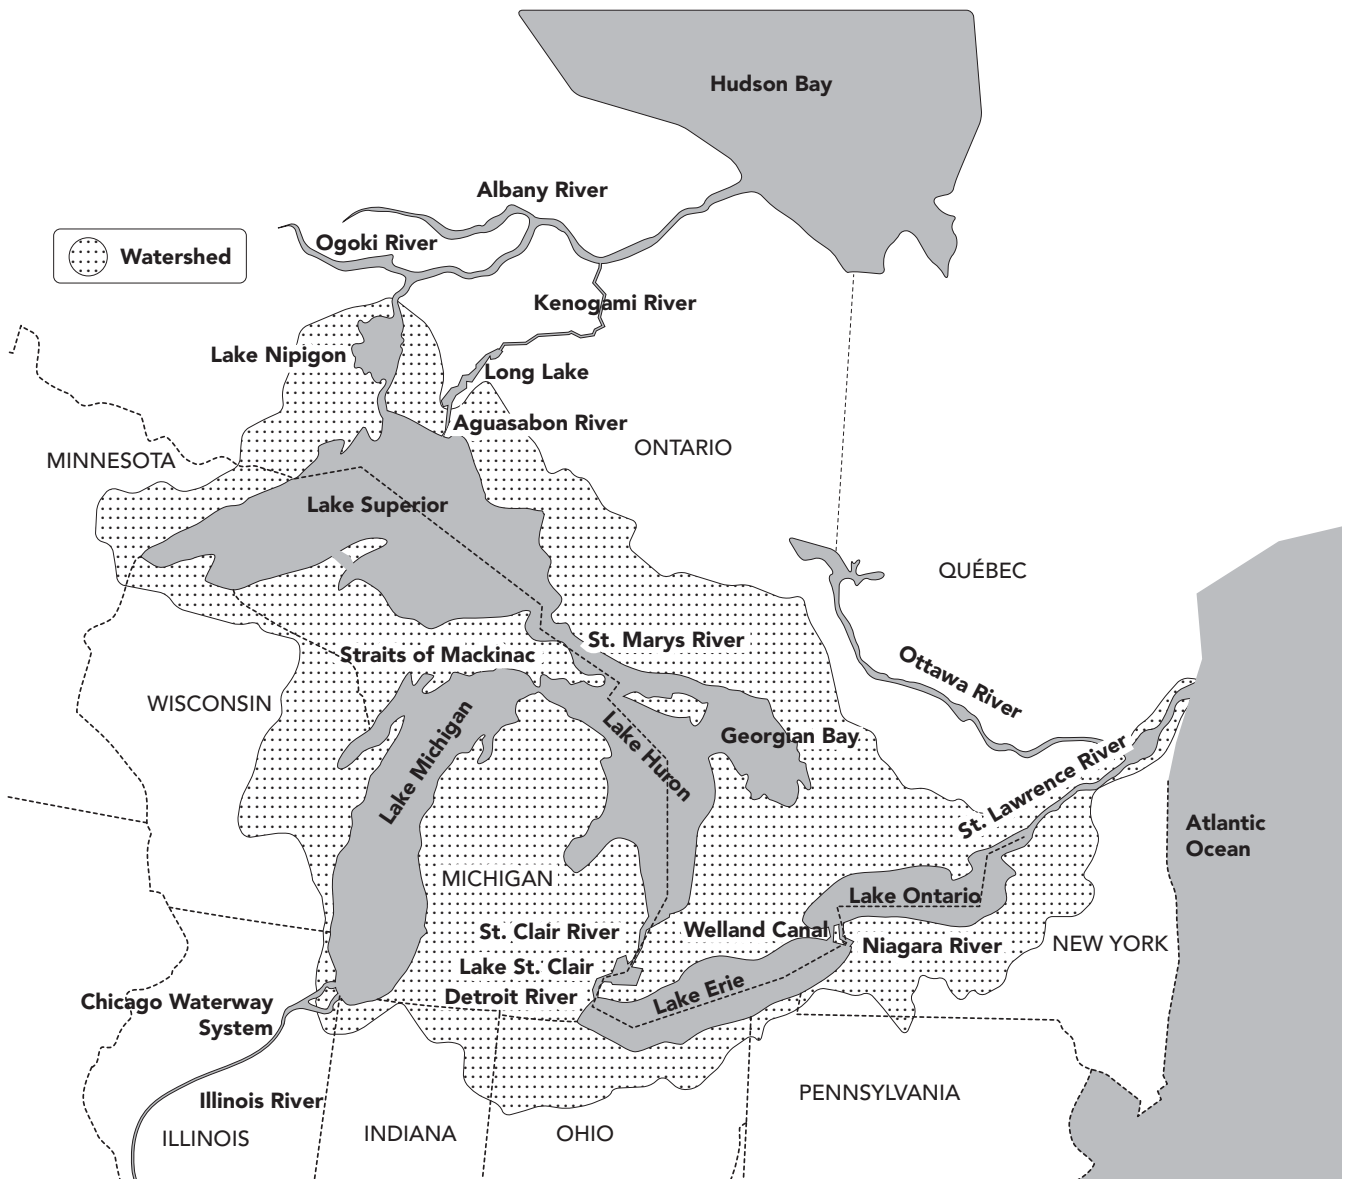 Hudson Bay
Albany River
Ogoki River
Watershed
Kenogami River
Lake Nipigon
Long Lake
Aguasabon River
ONTARIO
MINNESOTA
Lake Superior
QUÉBEC
St. Marys River
Straits of Mackinac
Ottawa River
WISCONSIN
Lake Michigan
Lake Huron
Georgian Bay
St. Lawrence River
Atlantic
Ocean
MICHIGAN
Lake Ontario
St. Clair River
Welland Canal
Niagara River
NEW YORK
Lake St. Clair
Lake Erie
Detroit River
Chicago Waterway
System
PENNSYLVANIA
Illinois River
ILLINOIS
INDIANA
OHIO